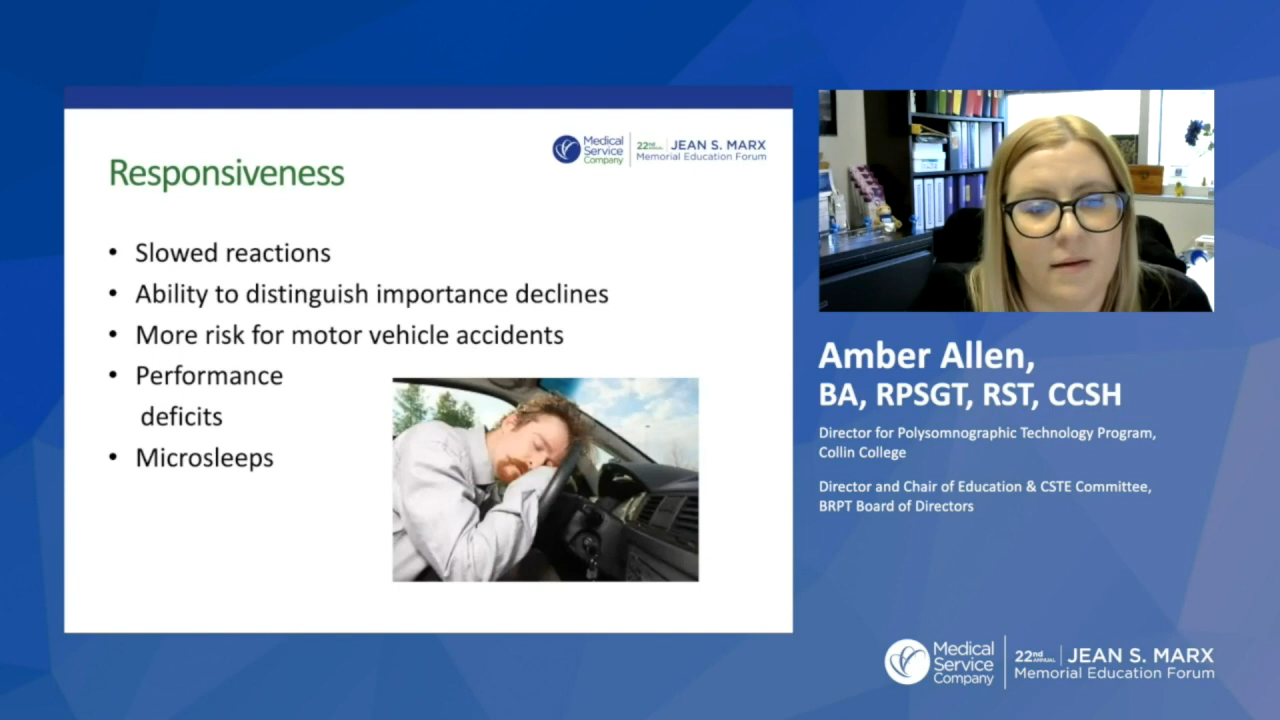 Medical
Service
Company
22nd ANNUAL
JEAN S. MARX
Memorial Education Forum
Responsiveness
• Slowed reactions
• Ability to distinguish importance declines
• More risk for motor vehicle accidents
• Performance
deficits
• Microsleeps
Amber Allen,
BA, RPSGT, RST, CCSH
Director for Polysomnographic Technology Program,
Collin College
Director and Chair of Education & CSTE Committee,
BRPT Board of Directors
Medical
Service
Company
22nd ANNUAL
JEAN S. MARX
Memorial Education Forum